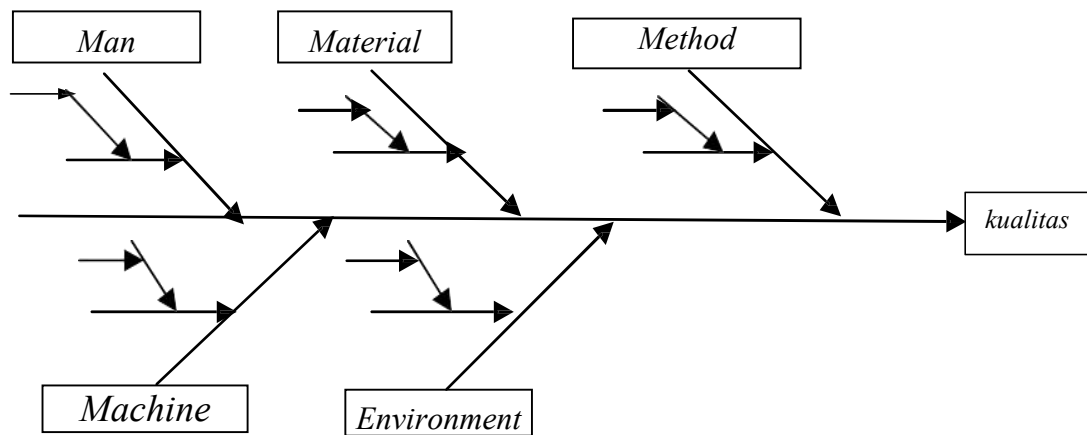 Man
Material
Method
kualitas
Machine
Environment